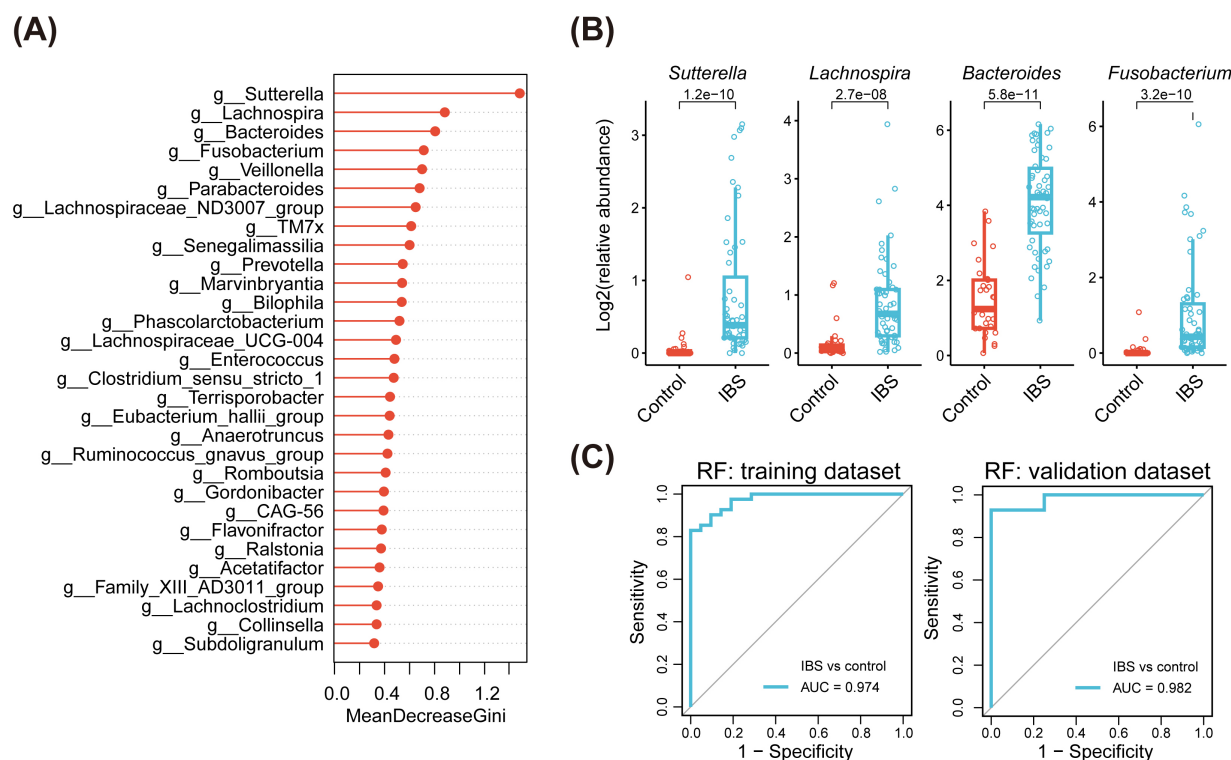 (A)
g__Sutterella
g__Lachnospira
g__Bacteroides
g__Fusobacterium
g__Veillonella
g__Parabacteroides
g__Lachnospiraceae_ND3007_group
g__TM7x
g__Senegalimassilia
g__Prevotella
g__Marvinbryantia
g__Bilophila
g__Phascolarctobacterium
g__Lachnospiraceae_UCG-004
g__Enterococcus
g__Clostridium_sensu_stricto_1
g__Terrisporobacter
g__Eubacterium_hallii_group
g__Anaerotruncus
g__Ruminococcus_gnavus_group
g__Romboutsia
g__Gordonibacter
g__CAG-56
g__Flavonifractor
g__Ralstonia
g__Acetatifactor
g__Family_XIII_AD3011_group
g__Lachnoclostridium
g__Collinsella
g__Subdoligranulum
0.0 0.4 0.8 1.2
MeanDecreaseGini
(B)
Sutterella Lachnospira Bacteroides Fusobacterium
1.2e−10 2.7e−08 5.8e−11 3.2e−10
Log2(relative abundance)
3
2
1
0
4
3
2
1
0
6
4
2
0
6
4
2
0
Control IBS Control IBS Control IBS Control IBS
(C)
RF: training dataset
Sensitivity
1.0
0.8
0.6
0.4
0.2
0.0
IBS vs control
AUC = 0.974
0.0 0.2 0.4 0.6 0.8 1.0
1 − Specificity
RF: validation dataset
Sensitivity
1.0
0.8
0.6
0.4
0.2
0.0
IBS vs control
AUC = 0.982
0.0 0.2 0.4 0.6 0.8 1.0
1 − Specificity